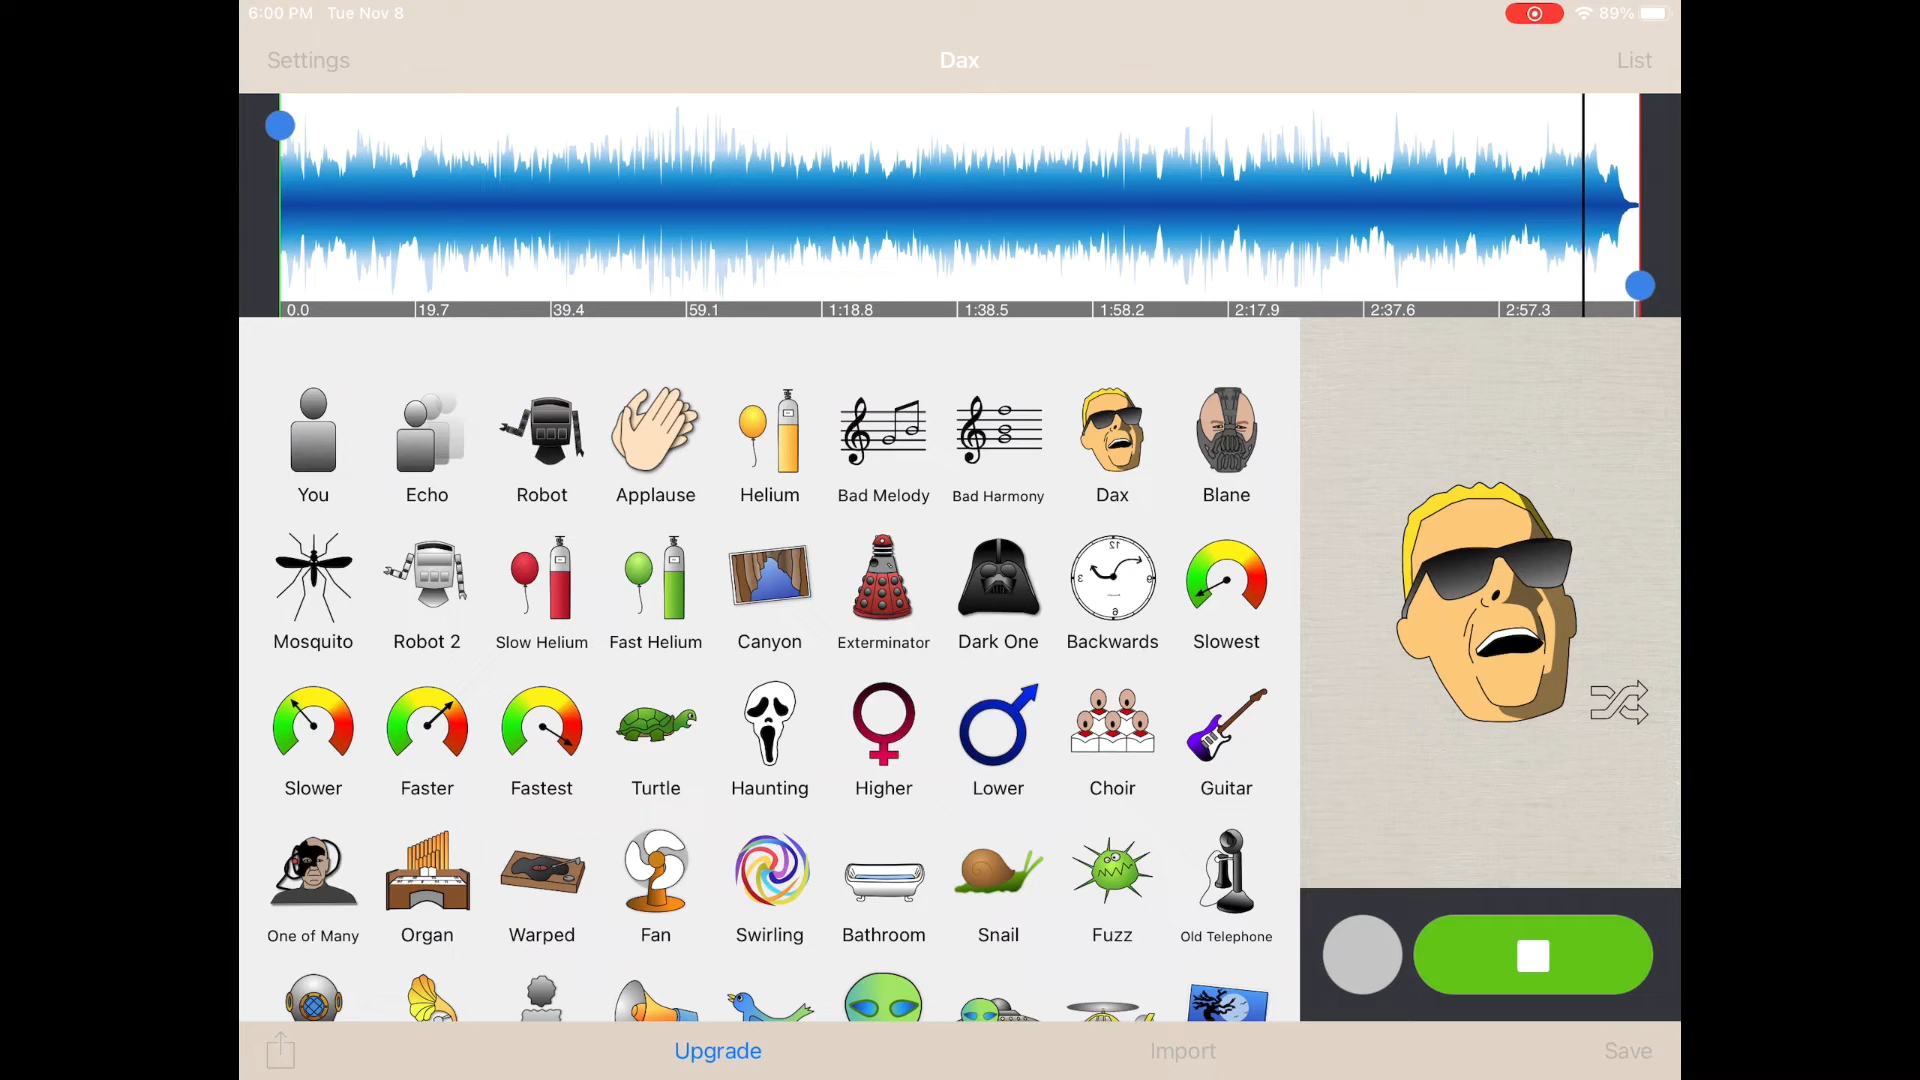 6:00 PM Tue Nov 8 89%
Settings Dax List
0.0 19.7 39.4 59.1 1:18.8 1:38.5 1:58.2 2:17.9 2:37.6 2:57.3
You Echo Robot Applause Helium Bad Melody Bad Harmony Dax Blane
12 3 6 9
Mosquito Robot 2 Slow Helium Fast Helium Canyon Exterminator Dark One Backwards Slowest
Slower Faster Fastest Turtle Haunting Higher Lower Choir Guitar
One of Many Organ Warped Fan Swirling Bathroom Snail Fuzz Old Telephone
Upgrade Import Save